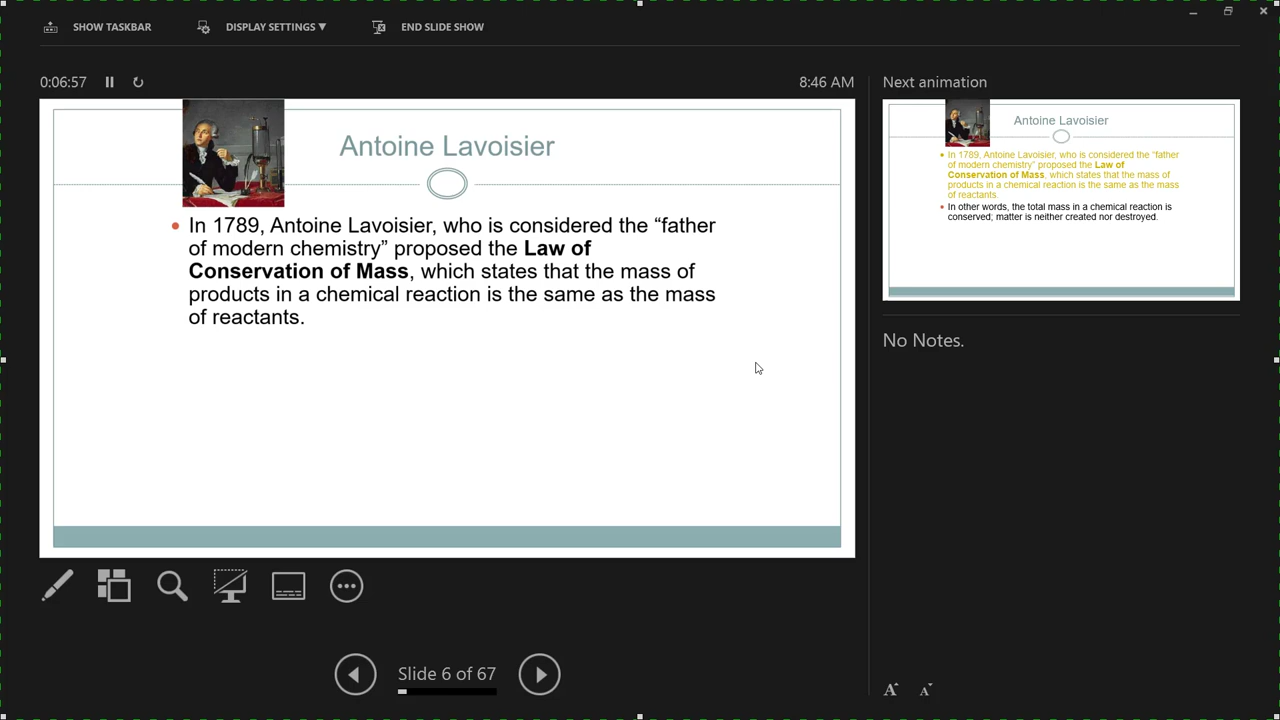 SHOW TASKBAR
DISPLAY SETTINGS ▼
END SLIDE SHOW
0:06:57
8:46 AM
Antoine Lavoisier
• In 1789, Antoine Lavoisier, who is considered the “father
of modern chemistry” proposed the Law of
Conservation of Mass, which states that the mass of
products in a chemical reaction is the same as the mass
of reactants.
Slide 6 of 67
Next animation
Antoine Lavoisier
• In 1789, Antoine Lavoisier, who is considered the “father
of modern chemistry” proposed the Law of
Conservation of Mass, which states that the mass of
products in a chemical reaction is the same as the mass
of reactants.
• In other words, the total mass in a chemical reaction is
conserved; matter is neither created nor destroyed.
No Notes.
A A